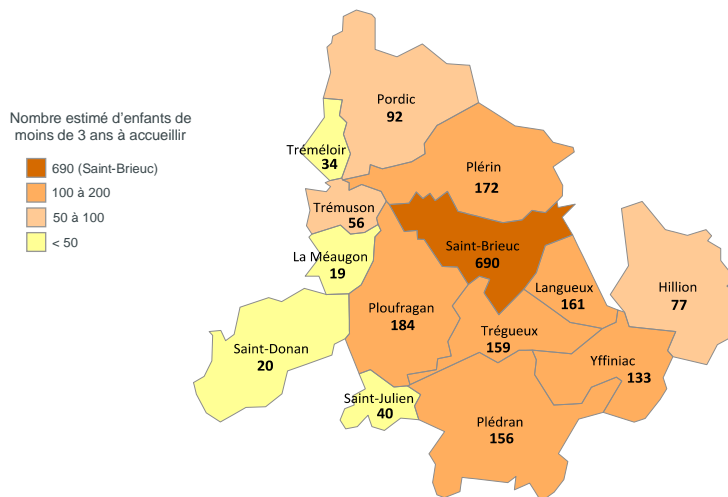 Nombre estimé d'enfants de
moins de 3 ans à accueillir
690 (Saint-Brieuc)
100 à 200
50 à 100
< 50
Pordic
92
Tréméloir
34
Plérin
172
Trémuson
56
Saint-Brieuc
690
La Méaugon
19
Langueux
161
Hillion
77
Ploufragan
184
Trégueux
159
Saint-Donan
20
Yffiniac
133
Saint-Julien
40
Plédran
156